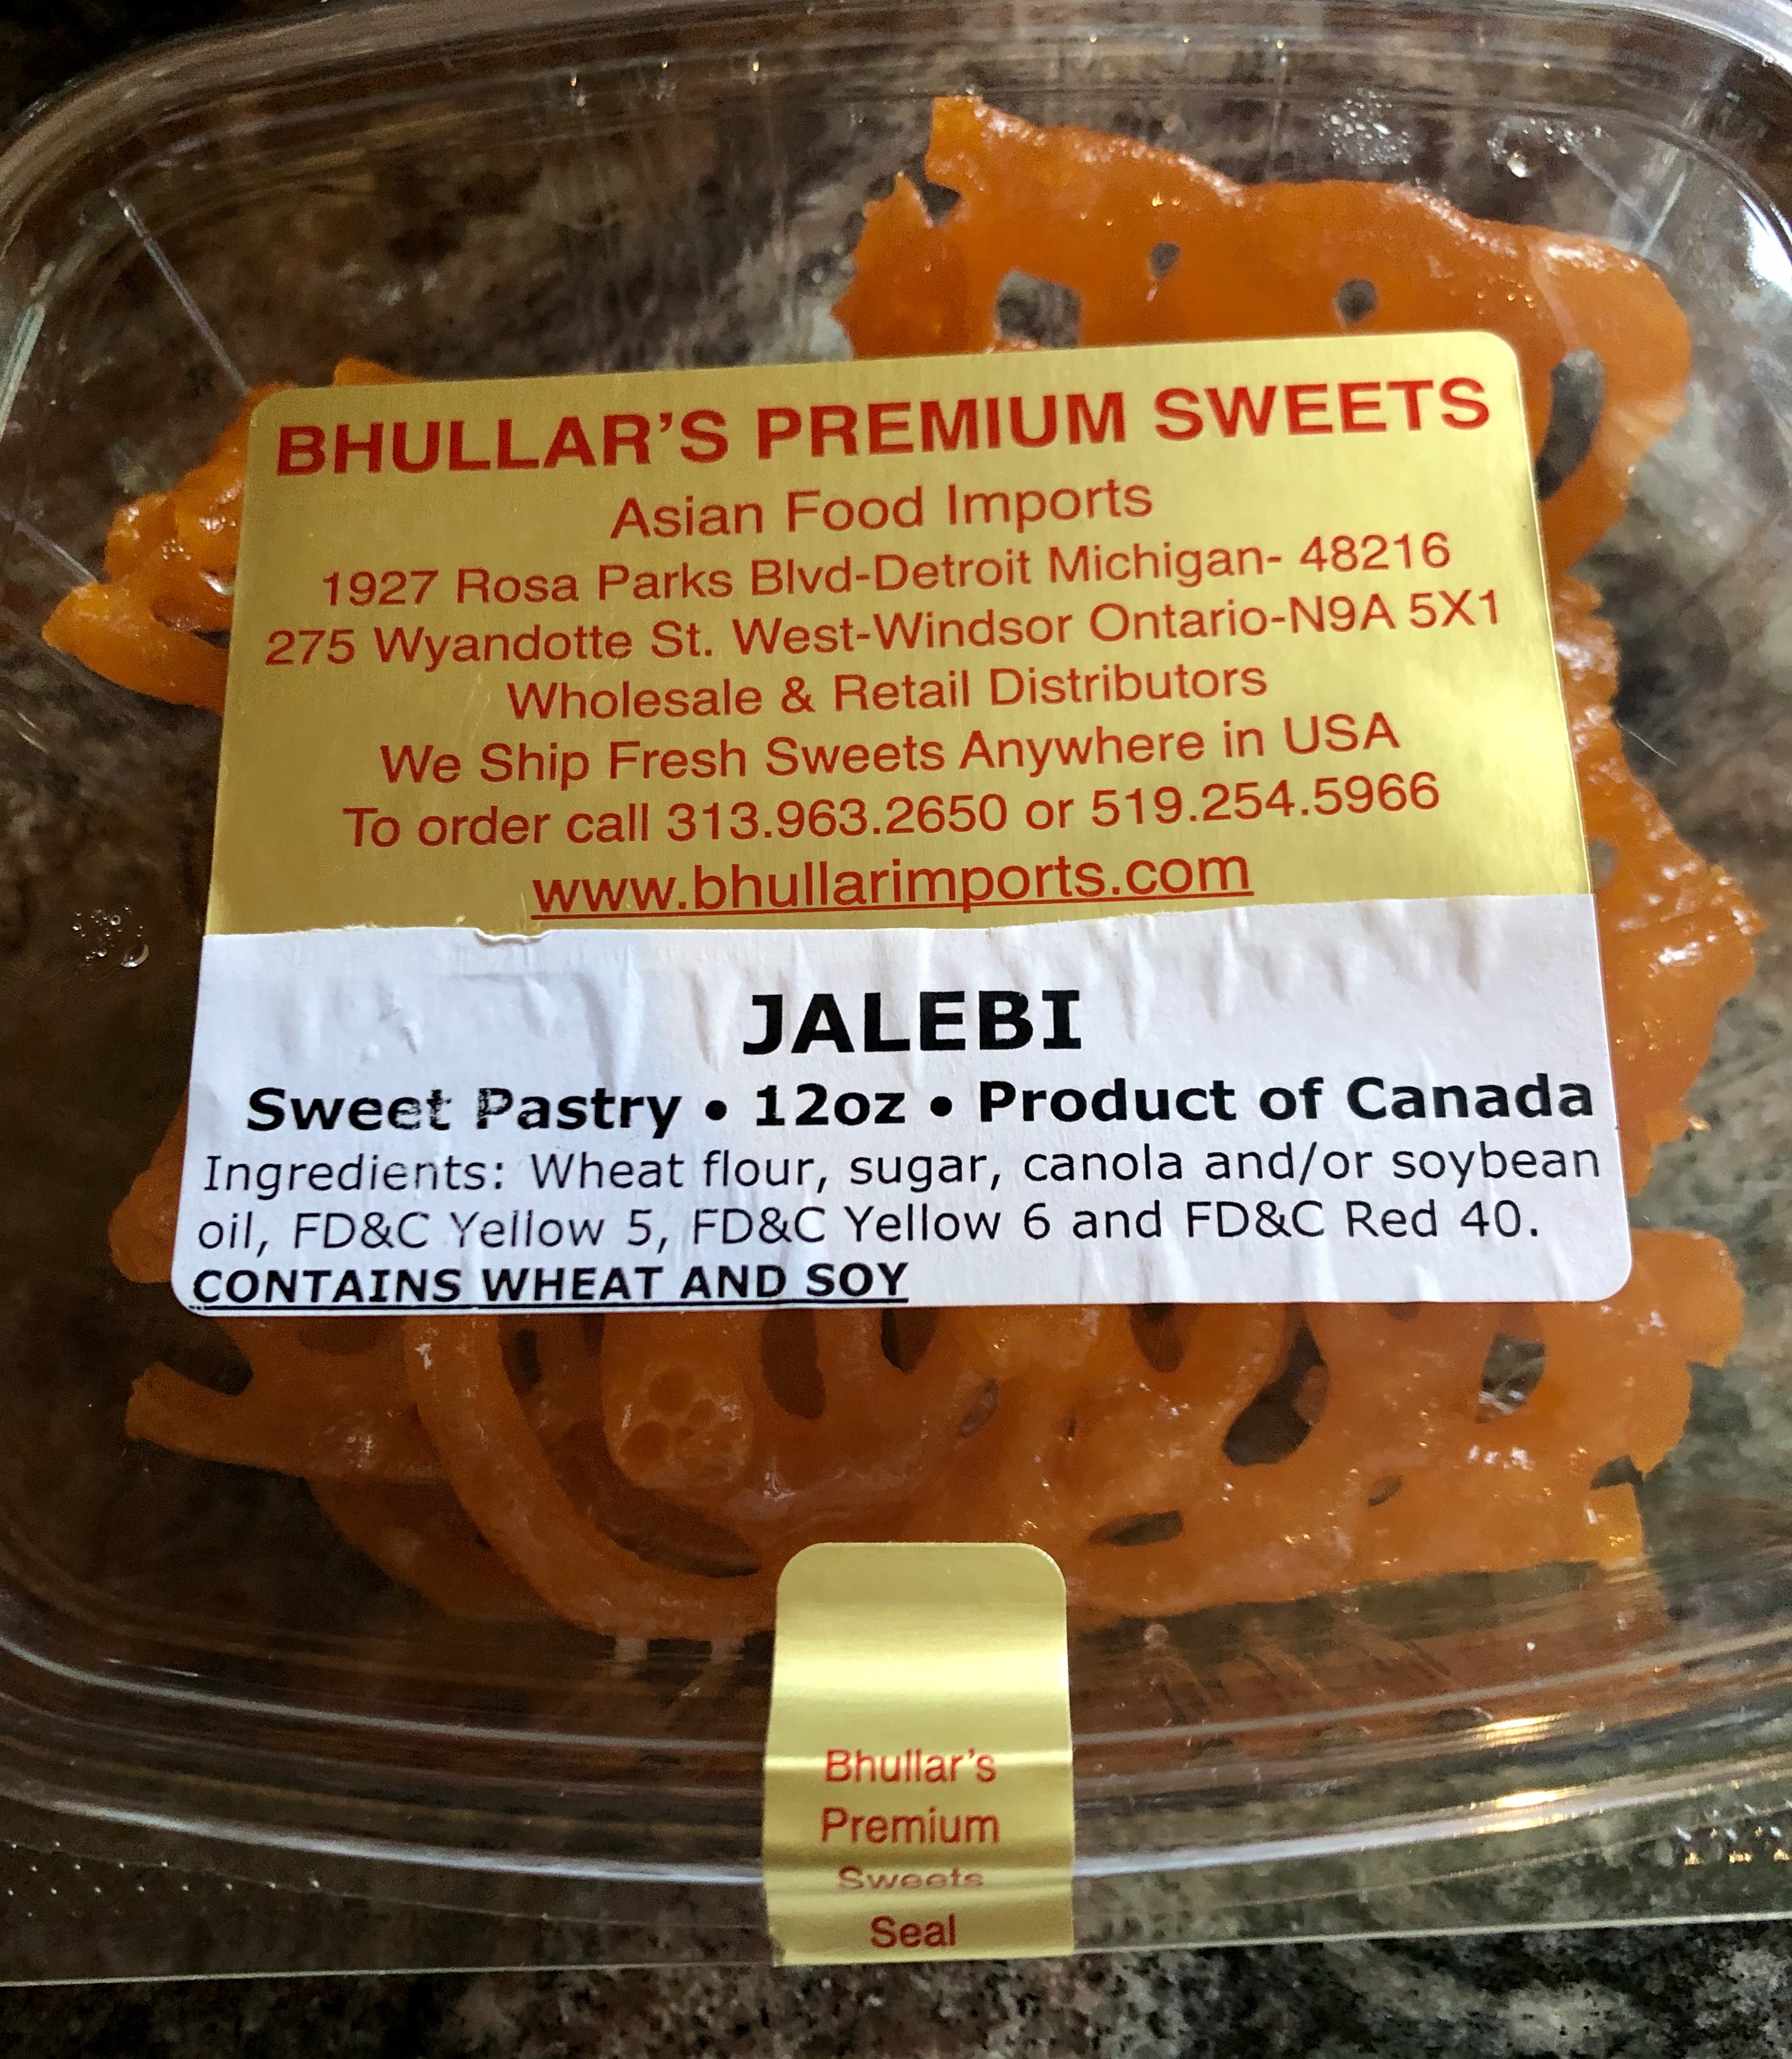 BHULLAR'S PREMIUM SWEETS
Asian Food Imports
1927 Rosa Parks Blvd-Detroit Michigan- 48216
275 Wyandotte St. West-Windsor Ontario-N9A 5X1
Wholesale & Retail Distributors
We Ship Fresh Sweets Anywhere in USA
To order call 313.963.2650 or 519.254.5966
www.bhullarimports.com
JALEBI
Sweet Pastry • 12oz • Product of Canada
Ingredients: Wheat flour, sugar, canola and/or soybean
oil, FD&C Yellow 5, FD&C Yellow 6 and FD&C Red 40.
CONTAINS WHEAT AND SOY
Bhullar's
Premium
Sweets
Seal